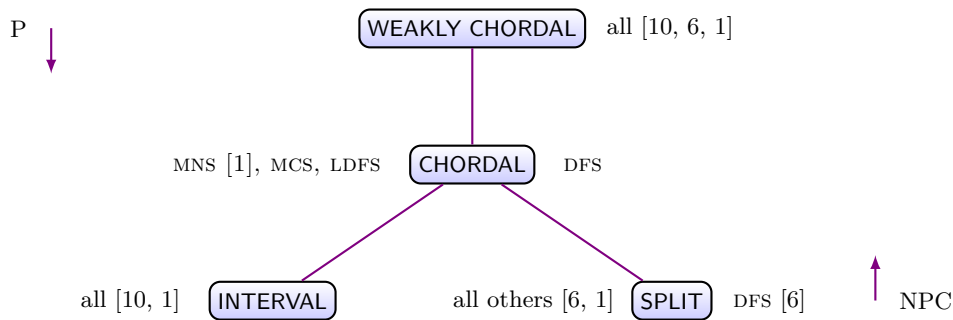 P
WEAKLY CHORDAL all [10, 6, 1]
MNS [1], MCS, LDFS CHORDAL DFS
all [10, 1] INTERVAL all others [6, 1] SPLIT DFS [6] NPC